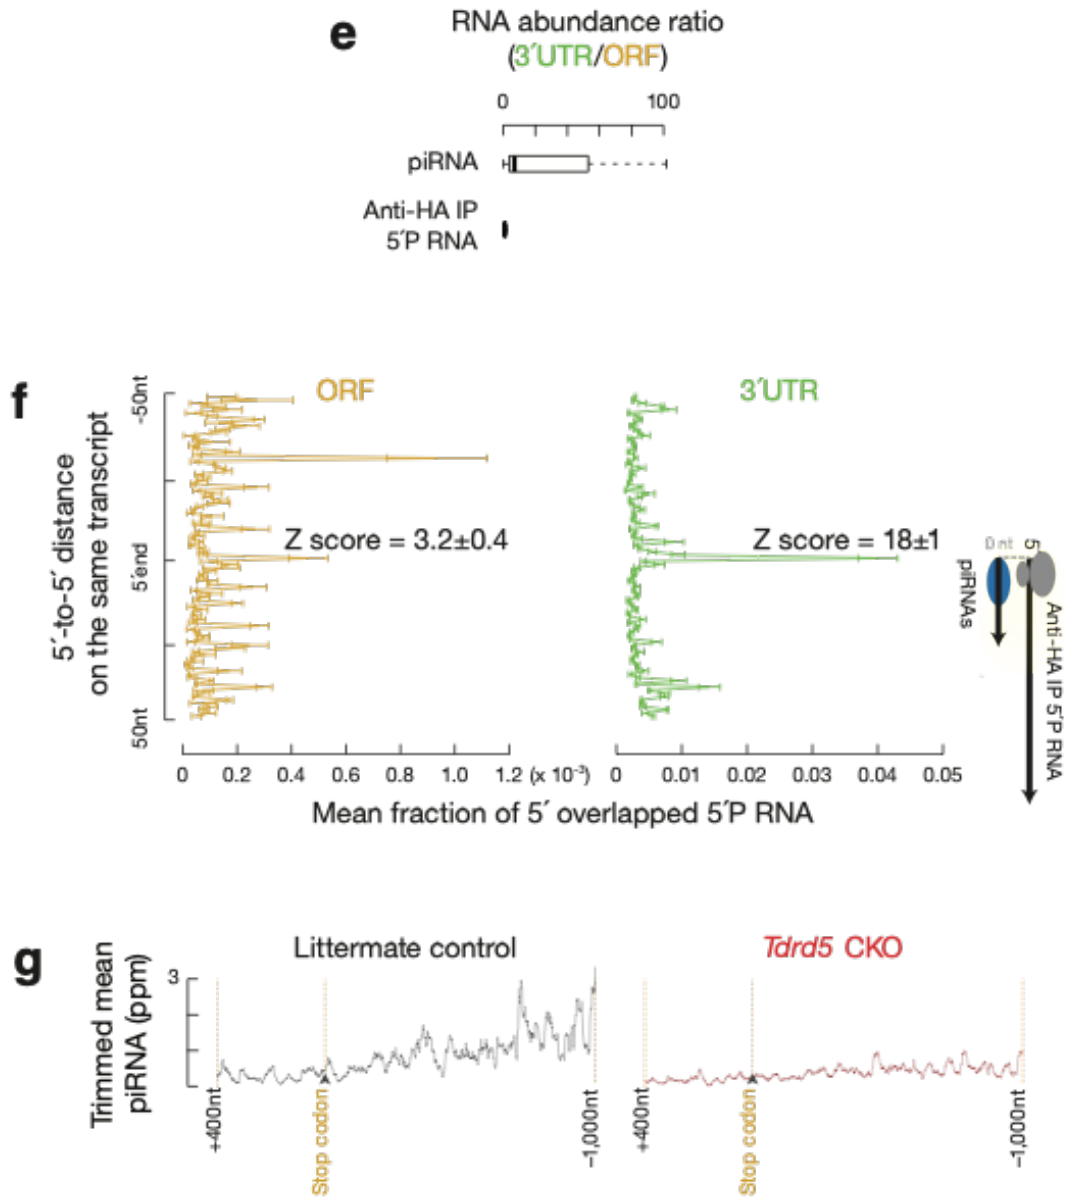 e
RNA abundance ratio
(3´UTR/ORF)
0 100
piRNA
Anti-HA IP
5´P RNA
f
ORF
3´UTR
5´-to-5´ distance
on the same transcript
-50nt
5´end
50nt
Z score = 3.2±0.4
Z score = 18±1
0 nt
5´
piRNAs
Anti-HA IP 5´P RNA
0 0.2 0.4 0.6 0.8 1.0 1.2 (x 10⁻³)
0 0.01 0.02 0.03 0.04 0.05
Mean fraction of 5´ overlapped 5´P RNA
g
Littermate control
Tdrd5 CKO
Trimmed mean
piRNA (ppm)
3
+400nt
Stop codon
-1,000nt
+400nt
Stop codon
-1,000nt